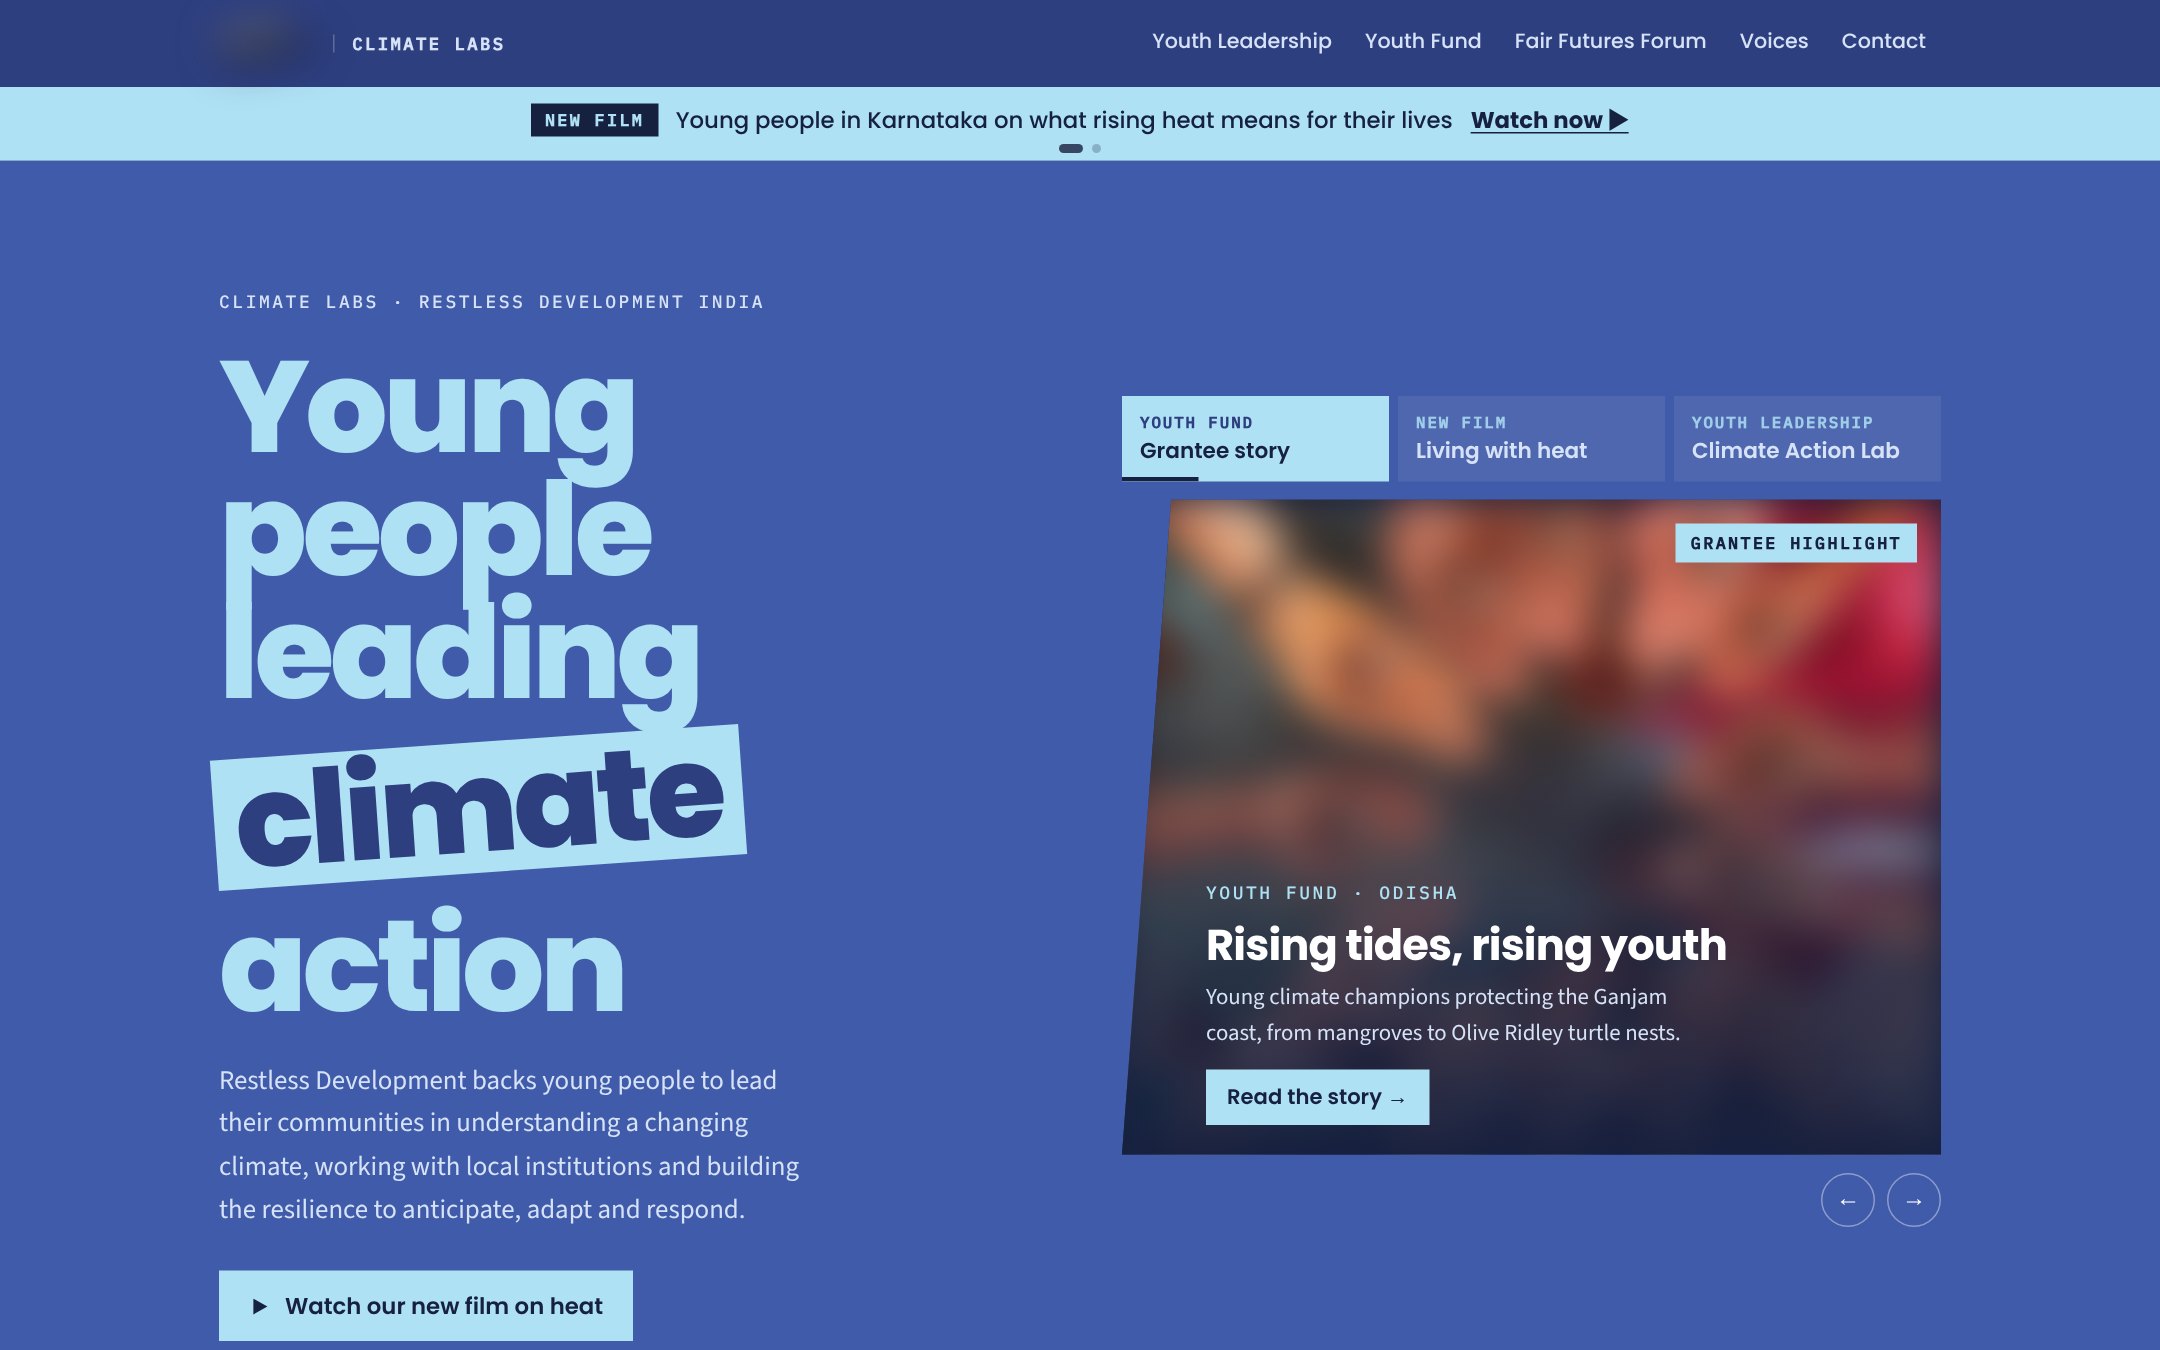 CLIMATE LABS
Youth Leadership Youth Fund Fair Futures Forum Voices Contact
NEW FILM Young people in Karnataka on what rising heat means for their lives Watch now ▶
CLIMATE LABS · RESTLESS DEVELOPMENT INDIA
Young
people
leading
climate
action
Restless Development backs young people to lead
their communities in understanding a changing
climate, working with local institutions and building
the resilience to anticipate, adapt and respond.
▶ Watch our new film on heat
YOUTH FUND
Grantee story
NEW FILM
Living with heat
YOUTH LEADERSHIP
Climate Action Lab
GRANTEE HIGHLIGHT
YOUTH FUND · ODISHA
Rising tides, rising youth
Young climate champions protecting the Ganjam
coast, from mangroves to Olive Ridley turtle nests.
Read the story →
← →